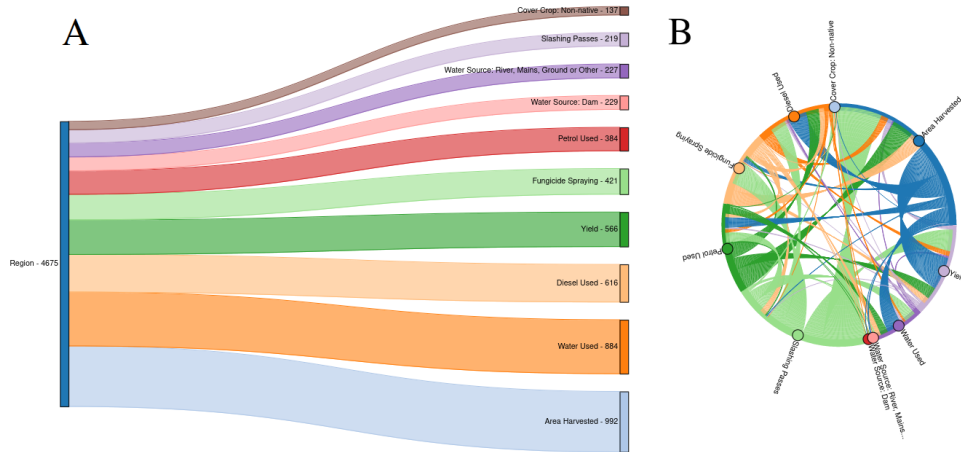 A
Cover Crop: Non-native - 137
Slashing Passes - 219
Water Source: River, Mains, Ground or Other - 227
Water Source: Dam - 229
Petrol Used - 384
Fungicide Spraying - 421
Yield - 566
Region - 4675
Diesel Used - 616
Water Used - 884
Area Harvested - 992
B
Cover Crop: Non-native
Diesel Used
Area Harvested
Fungicide Spraying
Petrol Used
Yiel
Water Used
Slashing Passes
Water Source: River, Mains...
Water Source: Dam